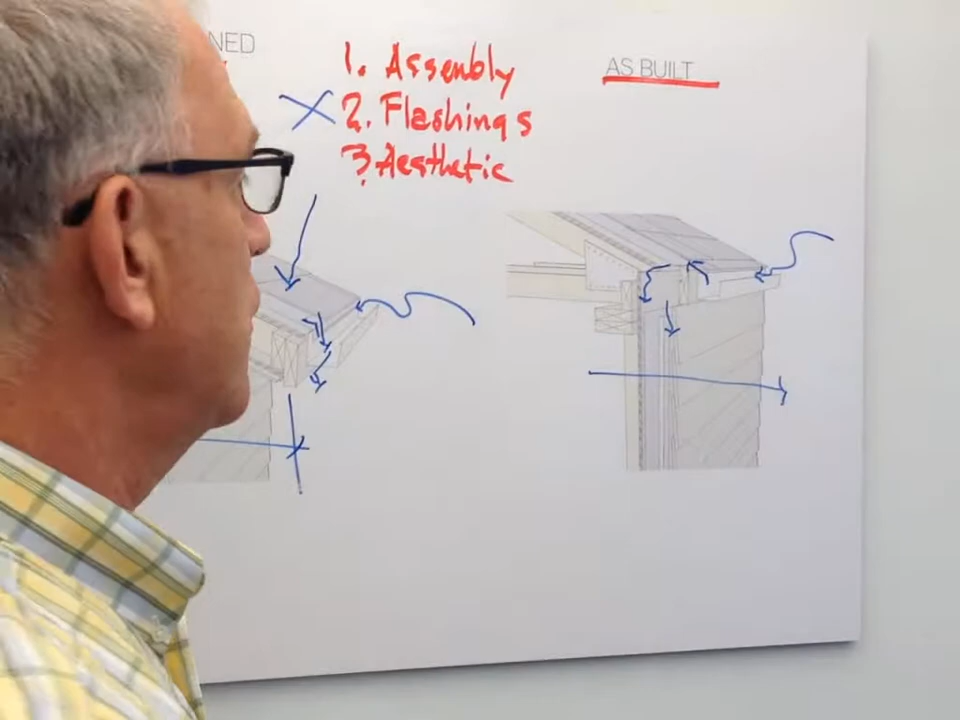 NED
1. Assembly
2. Flashings
3. Aesthetic
AS BUILT